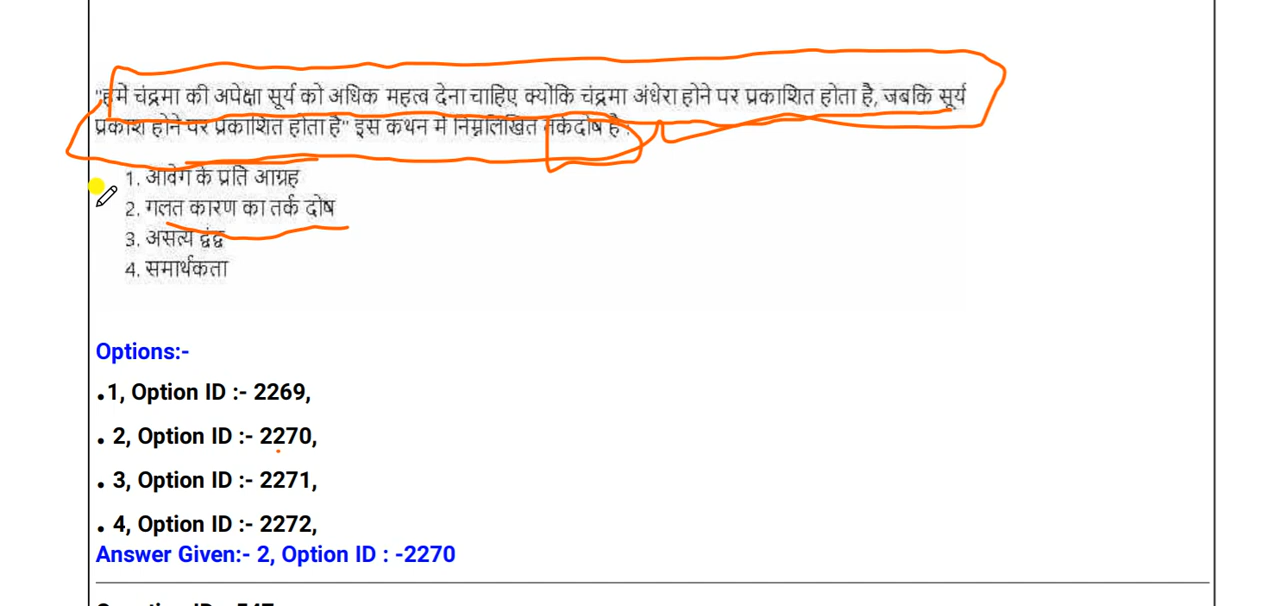 "हमें चंद्रमा की अपेक्षा सूर्य को अधिक महत्व देना चाहिए क्योंकि चंद्रमा अंधेरा होने पर प्रकाशित होता है, जबकि सूर्य
प्रकाश होने पर प्रकाशित होता है" इस कथन में निम्नलिखित तर्कदोष है :
1. आवेग के प्रति आग्रह
2. गलत कारण का तर्क दोष
3. असत्य द्वंद्व
4. समार्थकता
Options:-
.1, Option ID :- 2269,
. 2, Option ID :- 2270,
. 3, Option ID :- 2271,
. 4, Option ID :- 2272,
Answer Given:- 2, Option ID : -2270